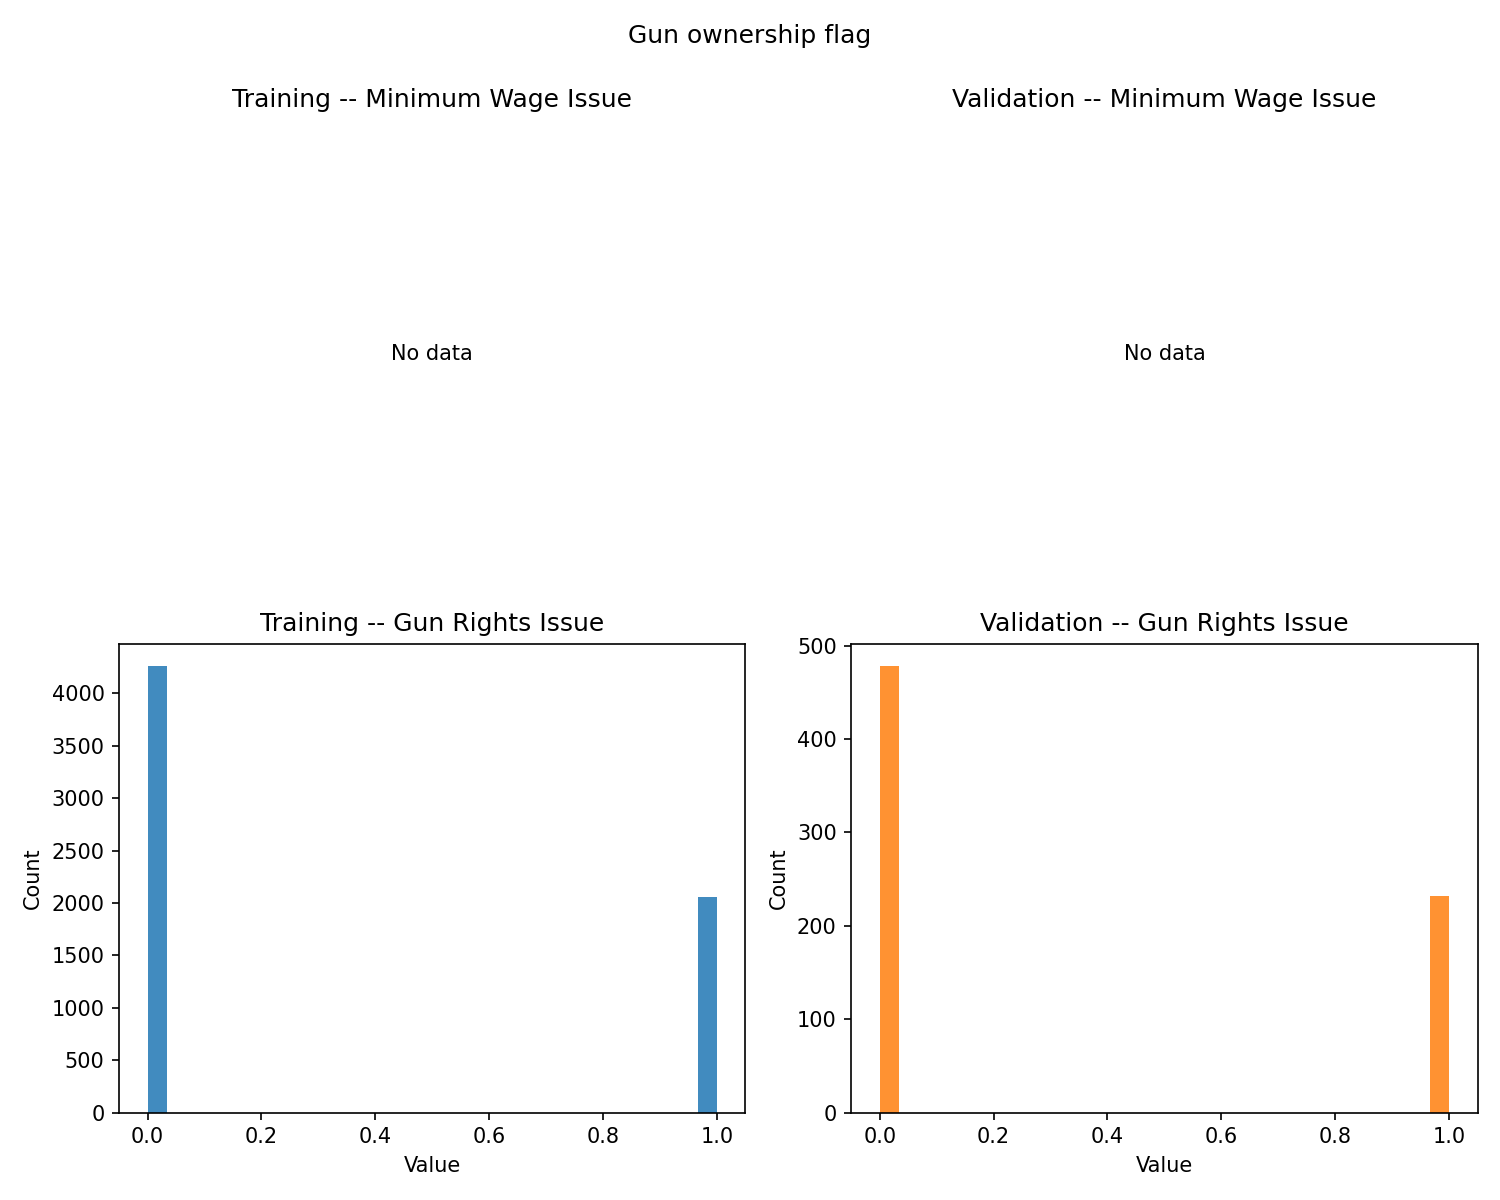 Gun ownership flag
Training -- Minimum Wage Issue
No data
Validation -- Minimum Wage Issue
No data
Training -- Gun Rights Issue
Count
4000
3500
3000
2500
2000
1500
1000
500
0
0.0 0.2 0.4 0.6 0.8 1.0
Value
Validation -- Gun Rights Issue
Count
500
400
300
200
100
0
0.0 0.2 0.4 0.6 0.8 1.0
Value